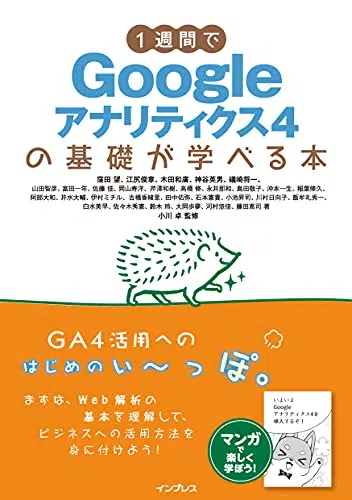 1週間で
Google
アナリティクス4
の基礎が学べる本
窪田 望、江尻俊章、木田和廣、神谷英男、礒崎将一、
山田智彦、富田一年、佐藤 佳、岡山寿洋、芹澤和樹、高橋 修、永井那和、畠田敬子、沖本一生、稲葉修久、
阿部大和、井水大輔、伊村ミチル、古橋香緒里、田中佑弥、石本憲貴、小池昇司、川村日向子、飯牟礼秀一、
白水美早、佐々木秀憲、鈴木 玲、大岡歩夢、河村悠佳、藤田恵司 著
小川 卓 監修
GA4活用への
はじめの い〜っぽ。
まずは、Web解析の
基本を理解して、
ビジネスへの活用方法を
身に付けよう!
いよいよ
Google
アナリティクス4を
導入するぞ!
マンガ
で
楽しく
学ぼう!
インプレス